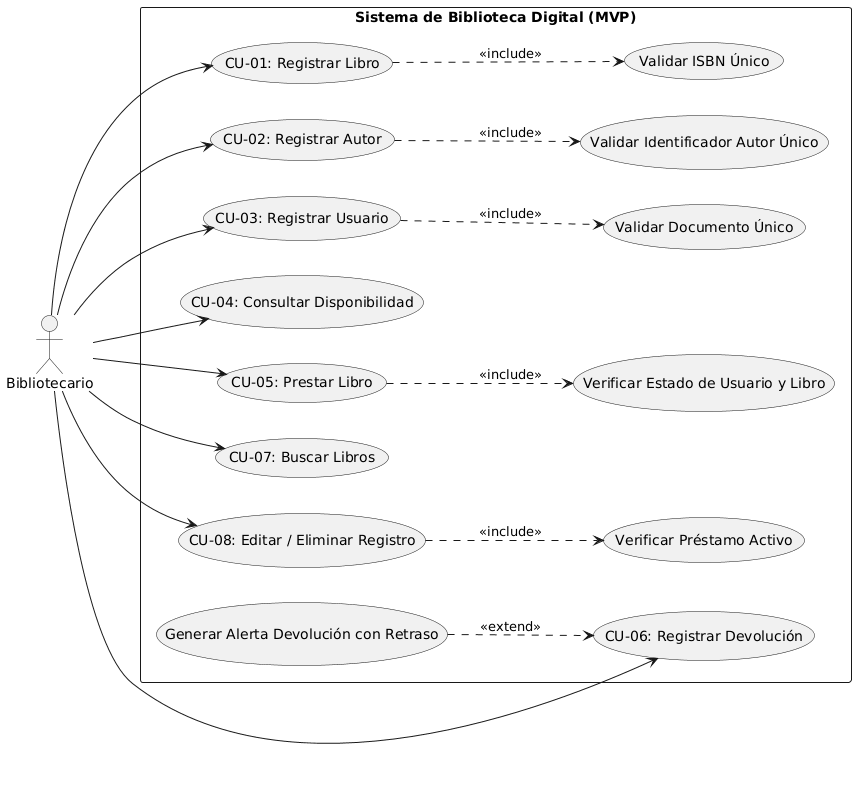 Sistema de Biblioteca Digital (MVP)
CU-01: Registrar Libro
«include»
Validar ISBN Único
CU-02: Registrar Autor
«include»
Validar Identificador Autor Único
CU-03: Registrar Usuario
«include»
Validar Documento Único
CU-04: Consultar Disponibilidad
Bibliotecario
CU-05: Prestar Libro
«include»
Verificar Estado de Usuario y Libro
CU-07: Buscar Libros
CU-08: Editar / Eliminar Registro
«include»
Verificar Préstamo Activo
Generar Alerta Devolución con Retraso
«extend»
CU-06: Registrar Devolución